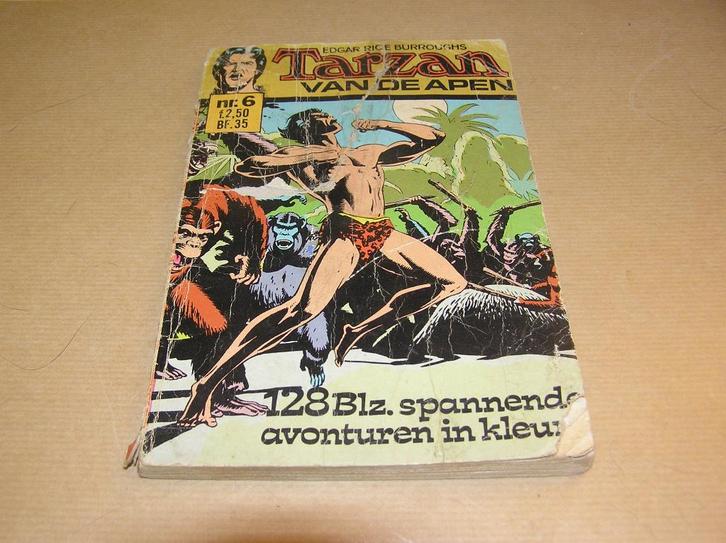 EDGAR RICE BURROUGHS
Tarzan
VAN DE APEN
nr. 6
f. 2,50
BF. 35
128 Blz. spannende
avonturen in kleur